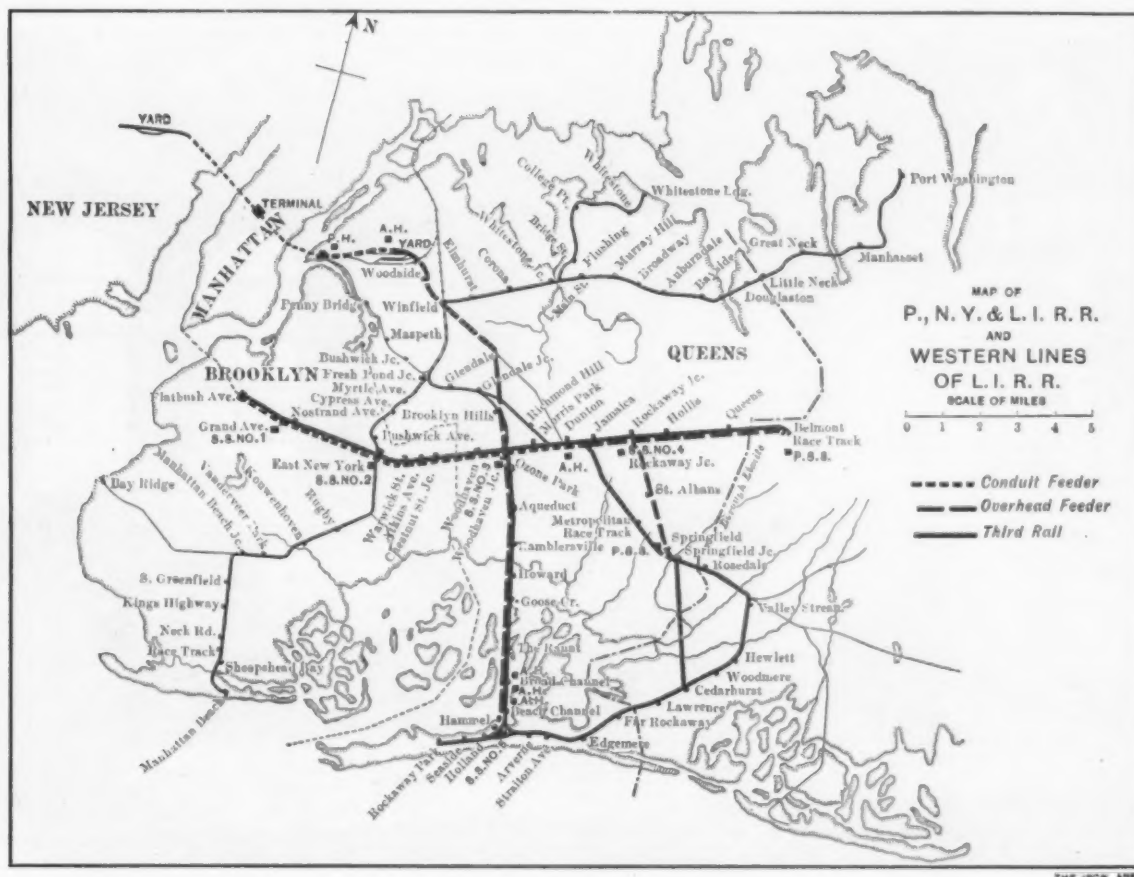 N
YARD
NEW JERSEY
TERMINAL
MANHATTAN
P.H.
A.H.
YARD
Woodside
Penny Bridge
Winfield
Maspeth
Elmhurst
Corona
Whitestone Jc.
Bridge St.
College Pt.
Whitestone
Whitestone Ldg.
Main St.
Flushing
Murray Hill
Broadway
Auburndale
Bayside
Great Neck
Little Neck
Douglaston
Manhasset
Port Washington
MAP OF
P., N. Y. & L. I. R. R.
AND
WESTERN LINES
OF L. I. R. R.
SCALE OF MILES
0 1 2 3 4 5
Conduit Feeder
Overhead Feeder
Third Rail
BROOKLYN
QUEENS
Bushwick Jc.
Fresh Pond Jc.
Myrtle Ave.
Cypress Ave.
Nostrand Ave.
Glendale
Glendale Jc.
Brooklyn Hills
Bushwick Ave.
Flatbush Ave.
Grand Ave.
S.S.NO.1
East New York
S.S.NO.2
Richmond Hill
Morris Park
Dunton
Jamaica
Rockaway Jc.
Hollis
Queens
Belmont
Race Track
P.S.S.
S.S.NO.4
Rockaway Jc.
A.H.
Ozone Park
St. Albans
Borough Limits
Bay Ridge
Manhattan Beach Jc.
Vanderveer Park
Kouwenhoven
Rugby
Warwick St.
Atkins Ave.
Chestnut St. Jc.
Woodhaven
S.S.NO.3
Woodhaven Jc.
Aqueduct
Metropolitan
Race Track
P.S.S.
Springfield
Springfield Jc.
Rosedale
Ramblersville
Howard
Goose Cr.
Valley Stream
S. Greenfield
Kings Highway
Neck Rd.
Race Track
Sheepshead Bay
Manhattan Beach
The Raunt
A.H.
Broad Channel
A.H.
A.H.
Beach Channel
Hammel
Hewlett
Woodmere
Cedarhurst
Lawrence
Far Rockaway
Edgemere
Rockaway Park
Seaside
Holland
S.S.NO.5
Arverne
Straiton Ave.